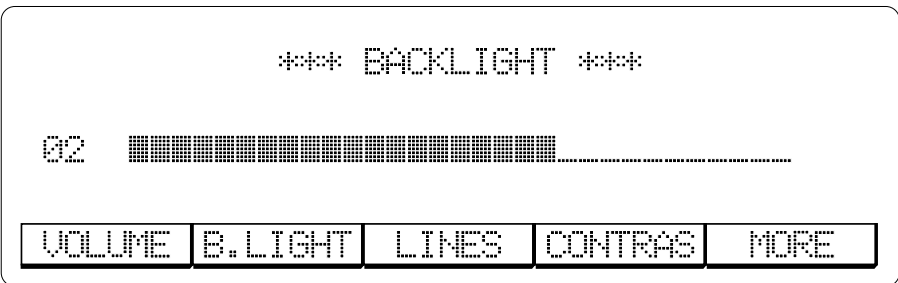 *** BACKLIGHT ***
02
VOLUME B.LIGHT LINES CONTRAS MORE